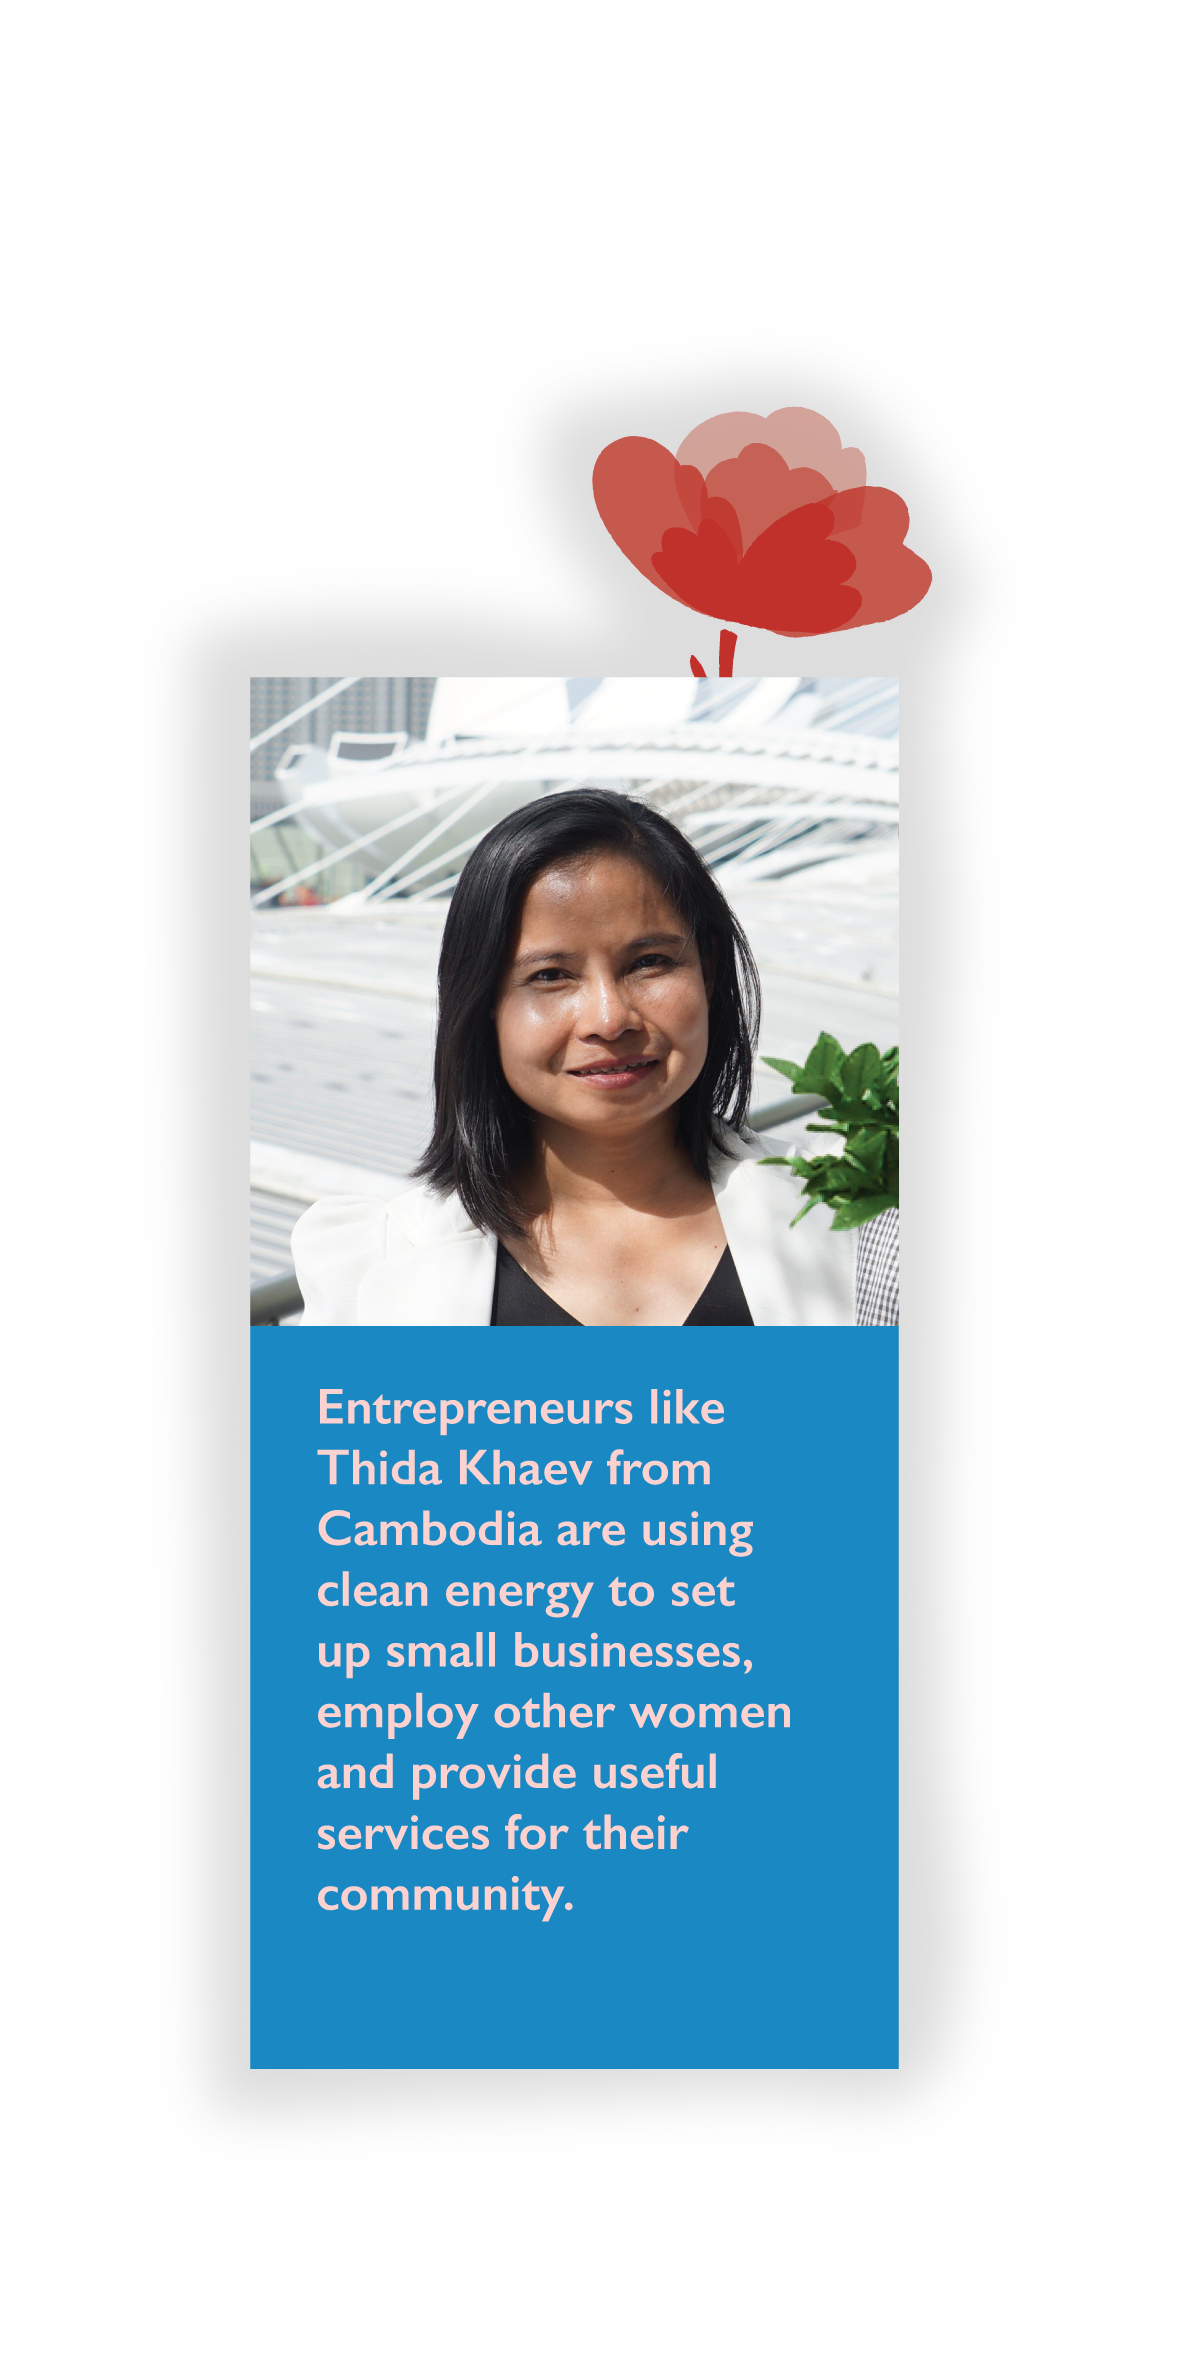 Entrepreneurs like
Thida Khaev from
Cambodia are using
clean energy to set
up small businesses,
employ other women
and provide useful
services for their
community.